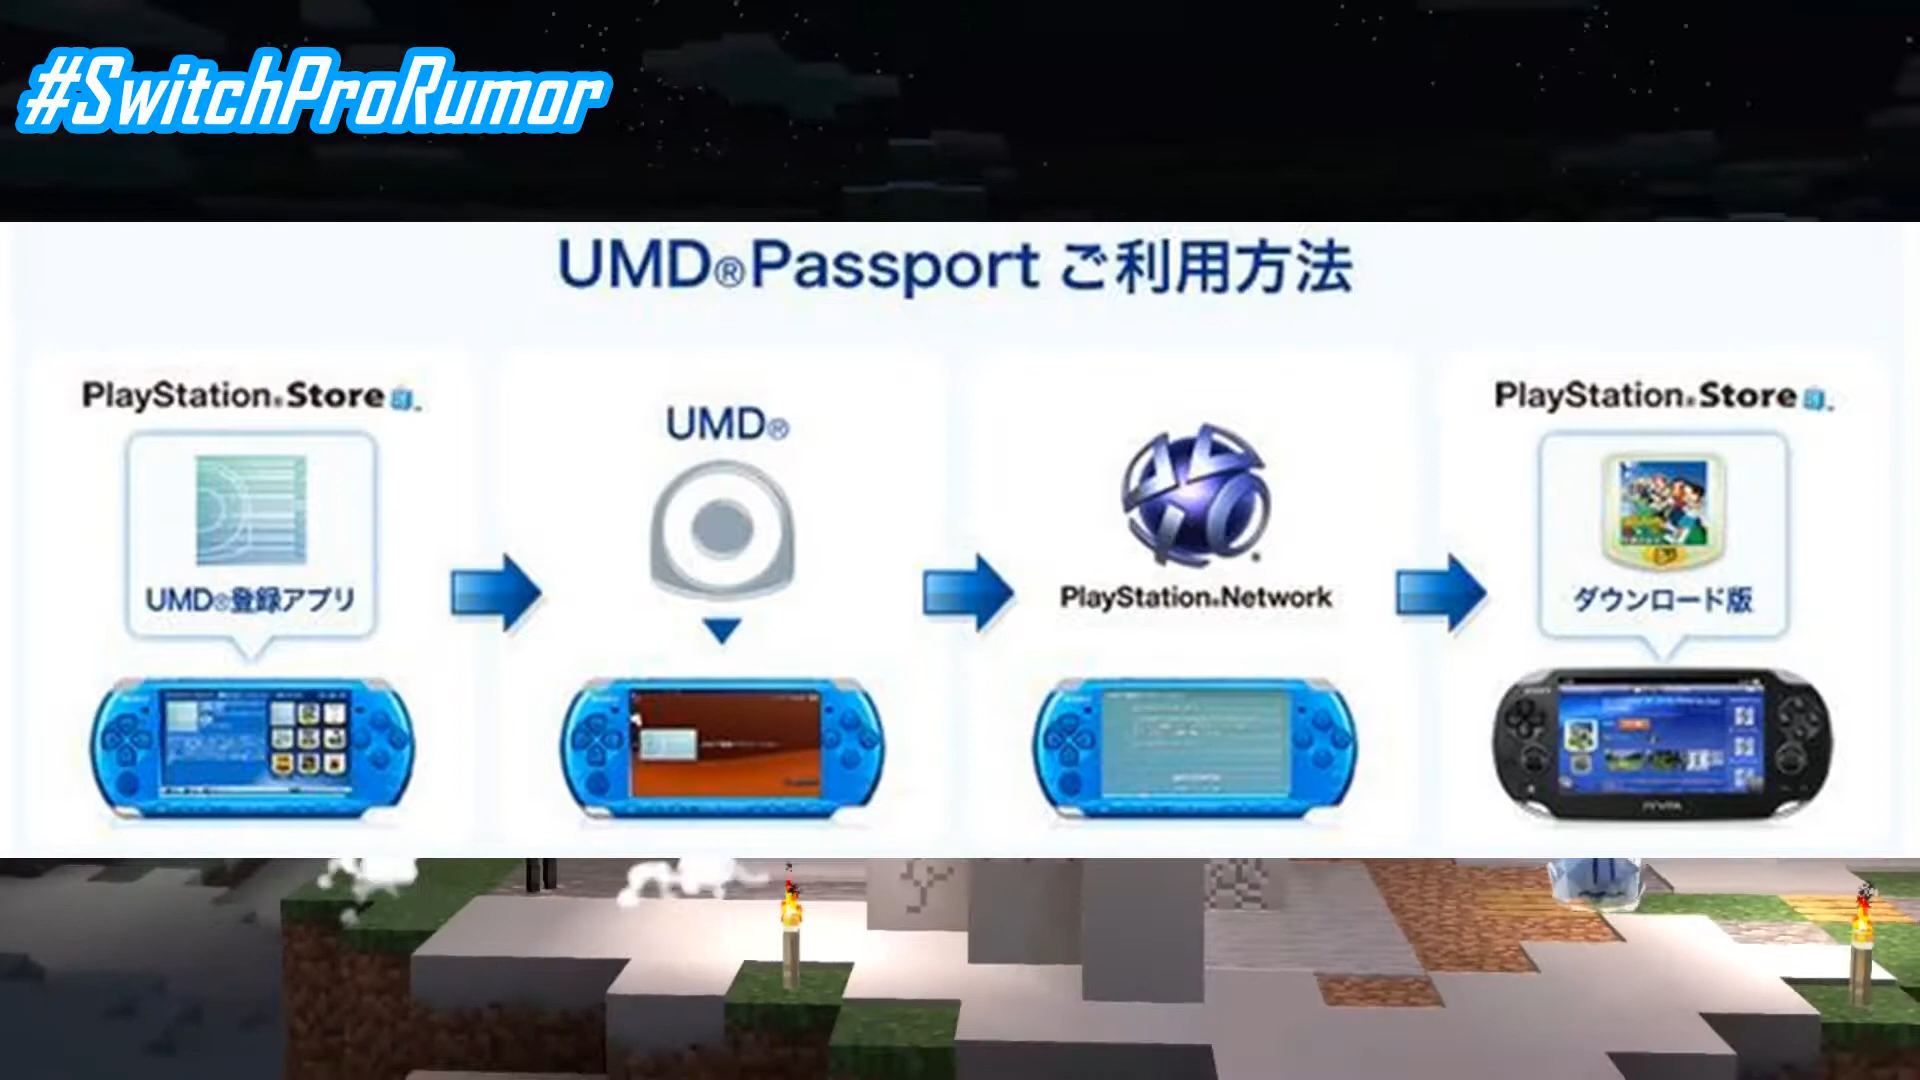 #SwitchProRumor
UMD®Passport ご利用方法
PlayStation®Store
UMD®登録アプリ
UMD®
PlayStation®Network
PlayStation®Store
ダウンロード版
PSVITA